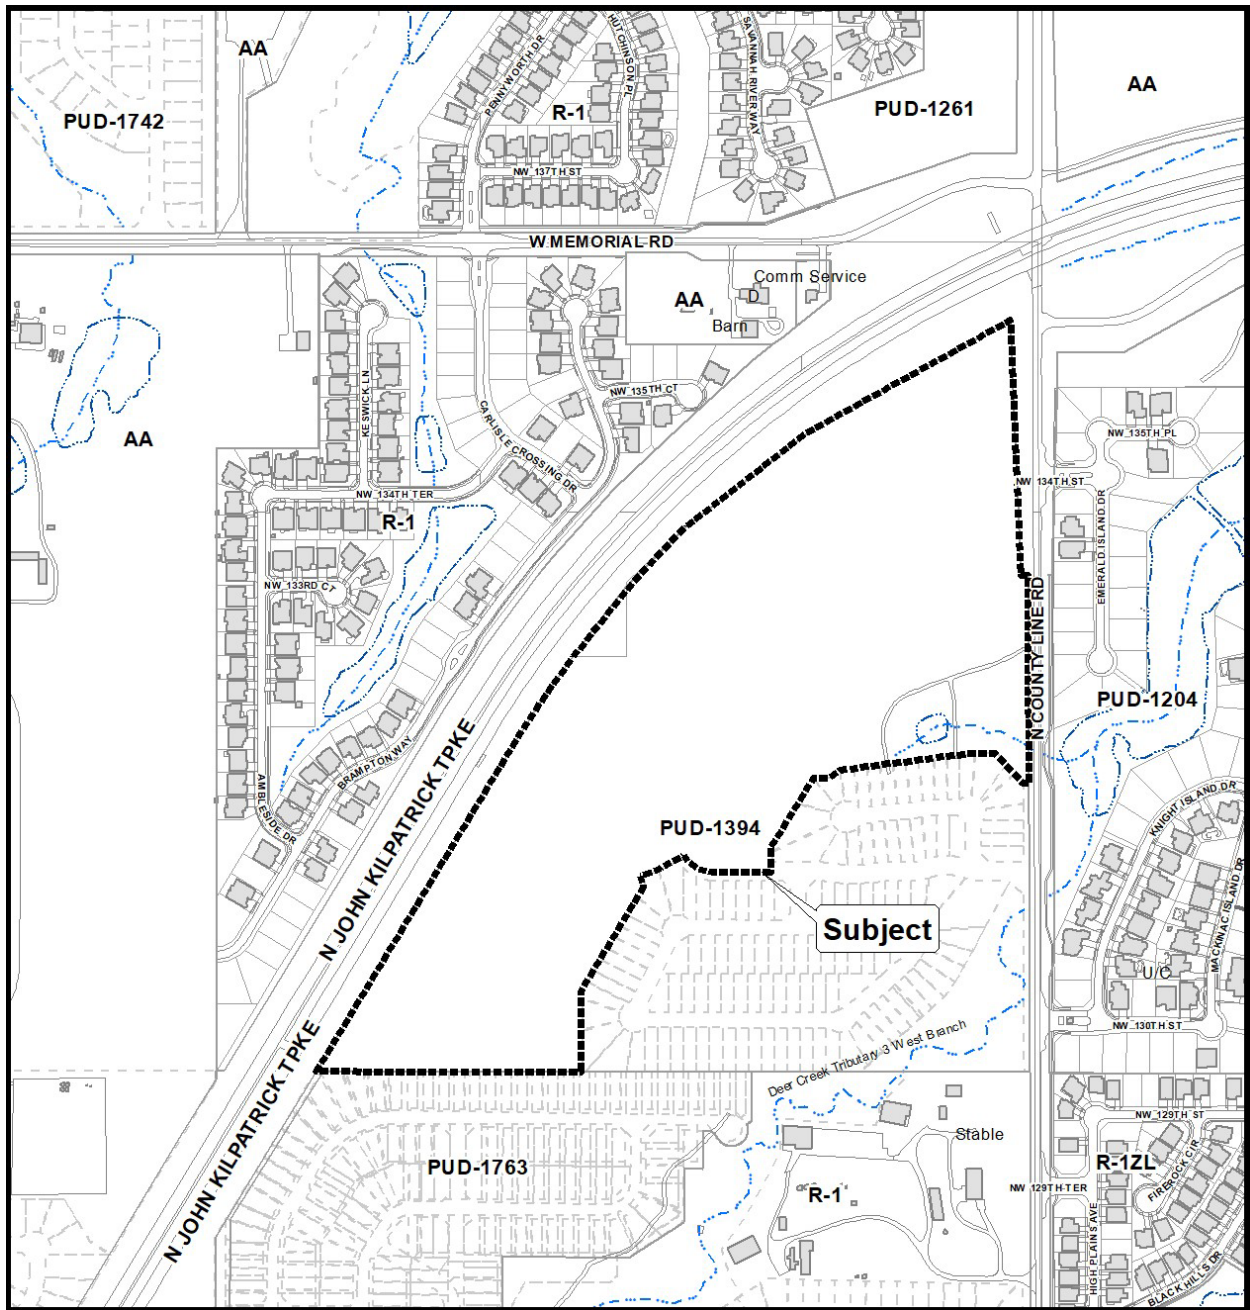 AA
PENNYWORTH DR
HUTCHINSON PL
SAVANNAH RIVER WAY
PUD-1742
R-1
PUD-1261
AA
NW 137TH ST
W MEMORIAL RD
Comm Service
D
AA
Barn
KESWICK LN
NW 135TH CT
CARLISLE CROSSING DR
AA
NW 135TH PL
NW 134TH ST
NW 134TH TER
R-1
EMERALD ISLAND DR
NW 133RD CT
N COUNTY LINE RD
PUD-1204
BRAMPTON WAY
AMBLESIDE DR
N JOHN KILPATRICK TPKE
KNIGHT ISLAND DR
PUD-1394
MACKINAC ISLAND DR
Subject
U/C
NW 130TH ST
N JOHN KILPATRICK TPKE
Deer Creek Tributary 3 West Branch
NW 129TH ST
Stable
PUD-1763
R-1ZL
FIREROCK CIR
R-1
NW 129TH TER
HIGH PLAINS AVE
BLACK HILLS DR